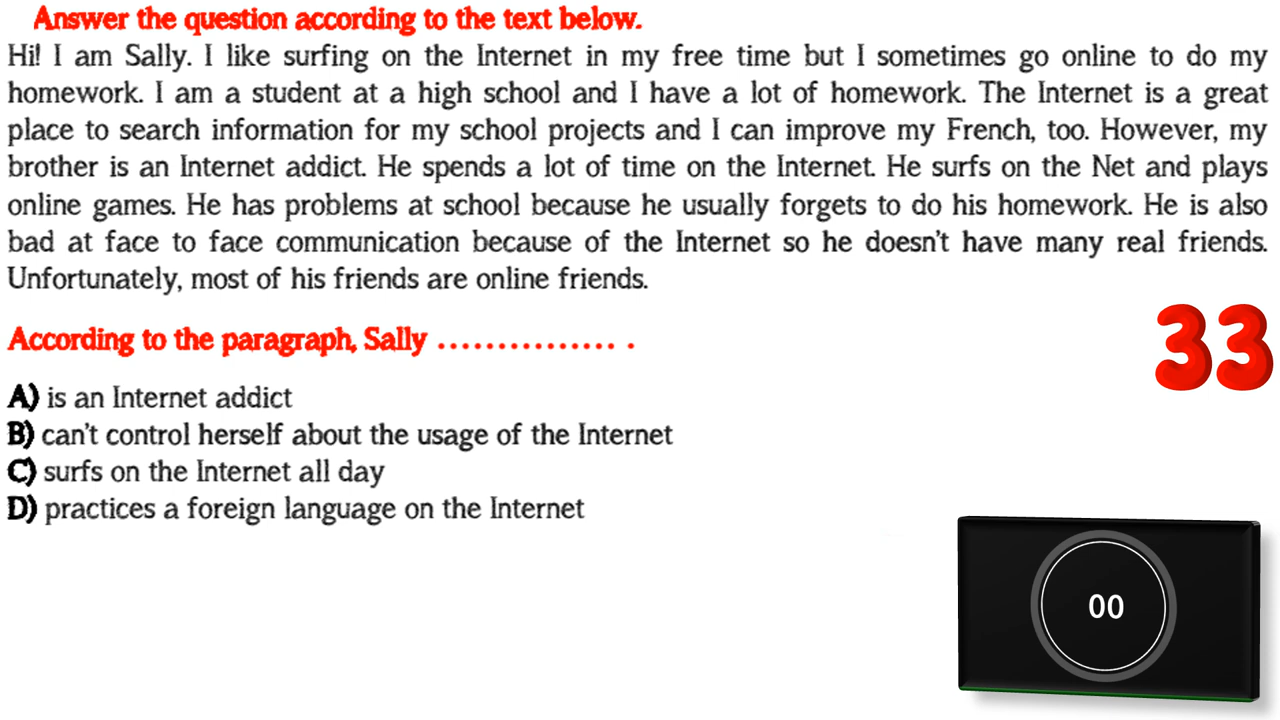 Answer the question according to the text below.
Hi! I am Sally. I like surfing on the Internet in my free time but I sometimes go online to do my
homework. I am a student at a high school and I have a lot of homework. The Internet is a great
place to search information for my school projects and I can improve my French, too. However, my
brother is an Internet addict. He spends a lot of time on the Internet. He surfs on the Net and plays
online games. He has problems at school because he usually forgets to do his homework. He is also
bad at face to face communication because of the Internet so he doesn't have many real friends.
Unfortunately, most of his friends are online friends.
According to the paragraph, Sally ............... .
33
A) is an Internet addict
B) can't control herself about the usage of the Internet
C) surfs on the Internet all day
D) practices a foreign language on the Internet
00